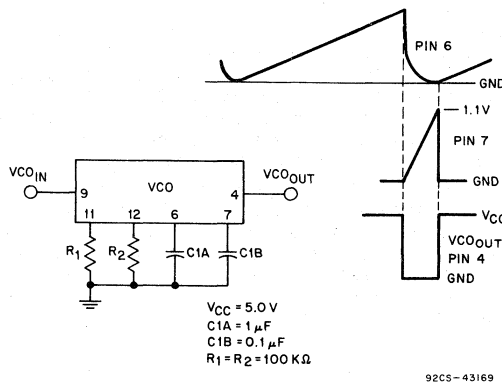 PIN 6
GND
1.1V
PIN 7
GND
VCC
VCOOUT
PIN 4
GND
VCOIN
9
VCO
4
VCOOUT
11
12
6
7
R1
R2
C1A
C1B
VCC = 5.0 V
C1A = 1 µF
C1B = 0.1 µF
R1 = R2 = 100 KΩ
92CS-43169